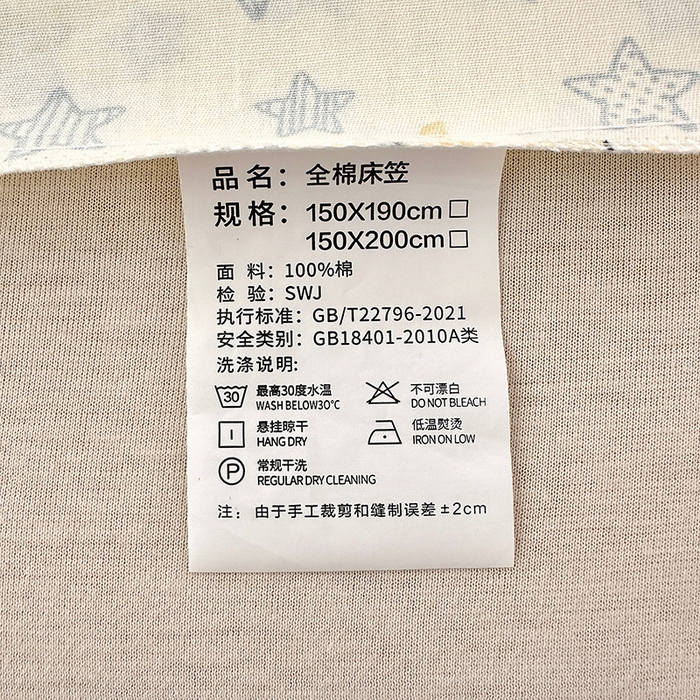 品 名：全棉床笠
规 格：150X190cm □
150X200cm □
面 料：100%棉
检 验：SWJ
执行标准：GB/T22796-2021
安全类别：GB18401-2010A类
洗涤说明:
30 最高30度水温 不可漂白
WASH BELOW30°C DO NOT BLEACH
悬挂晾干 低温熨烫
HANG DRY IRON ON LOW
P 常规干洗
REGULAR DRY CLEANING
注：由于手工裁剪和缝制误差±2cm